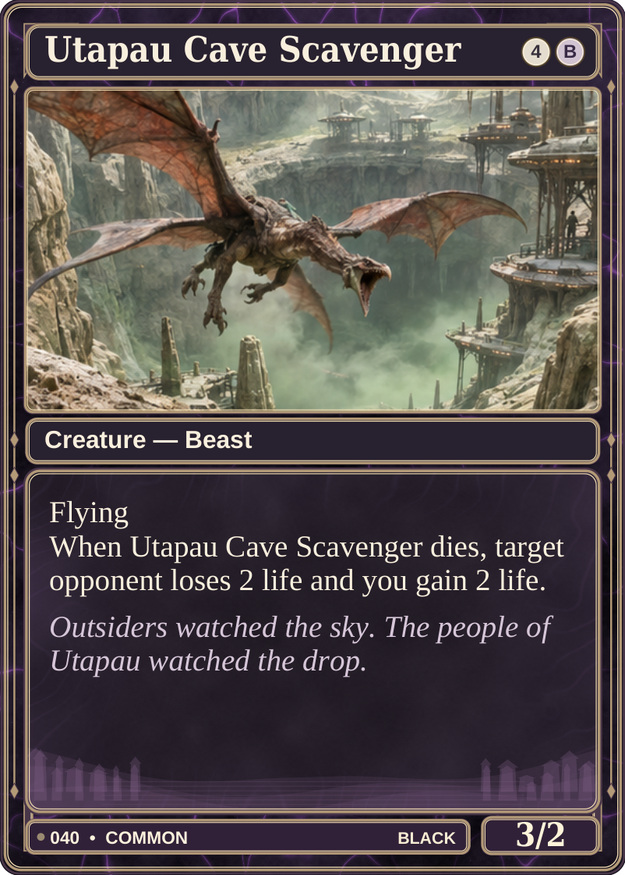 Utapau Cave Scavenger 4 B
Creature — Beast
Flying
When Utapau Cave Scavenger dies, target
opponent loses 2 life and you gain 2 life.
Outsiders watched the sky. The people of
Utapau watched the drop.
040 • COMMON BLACK 3/2